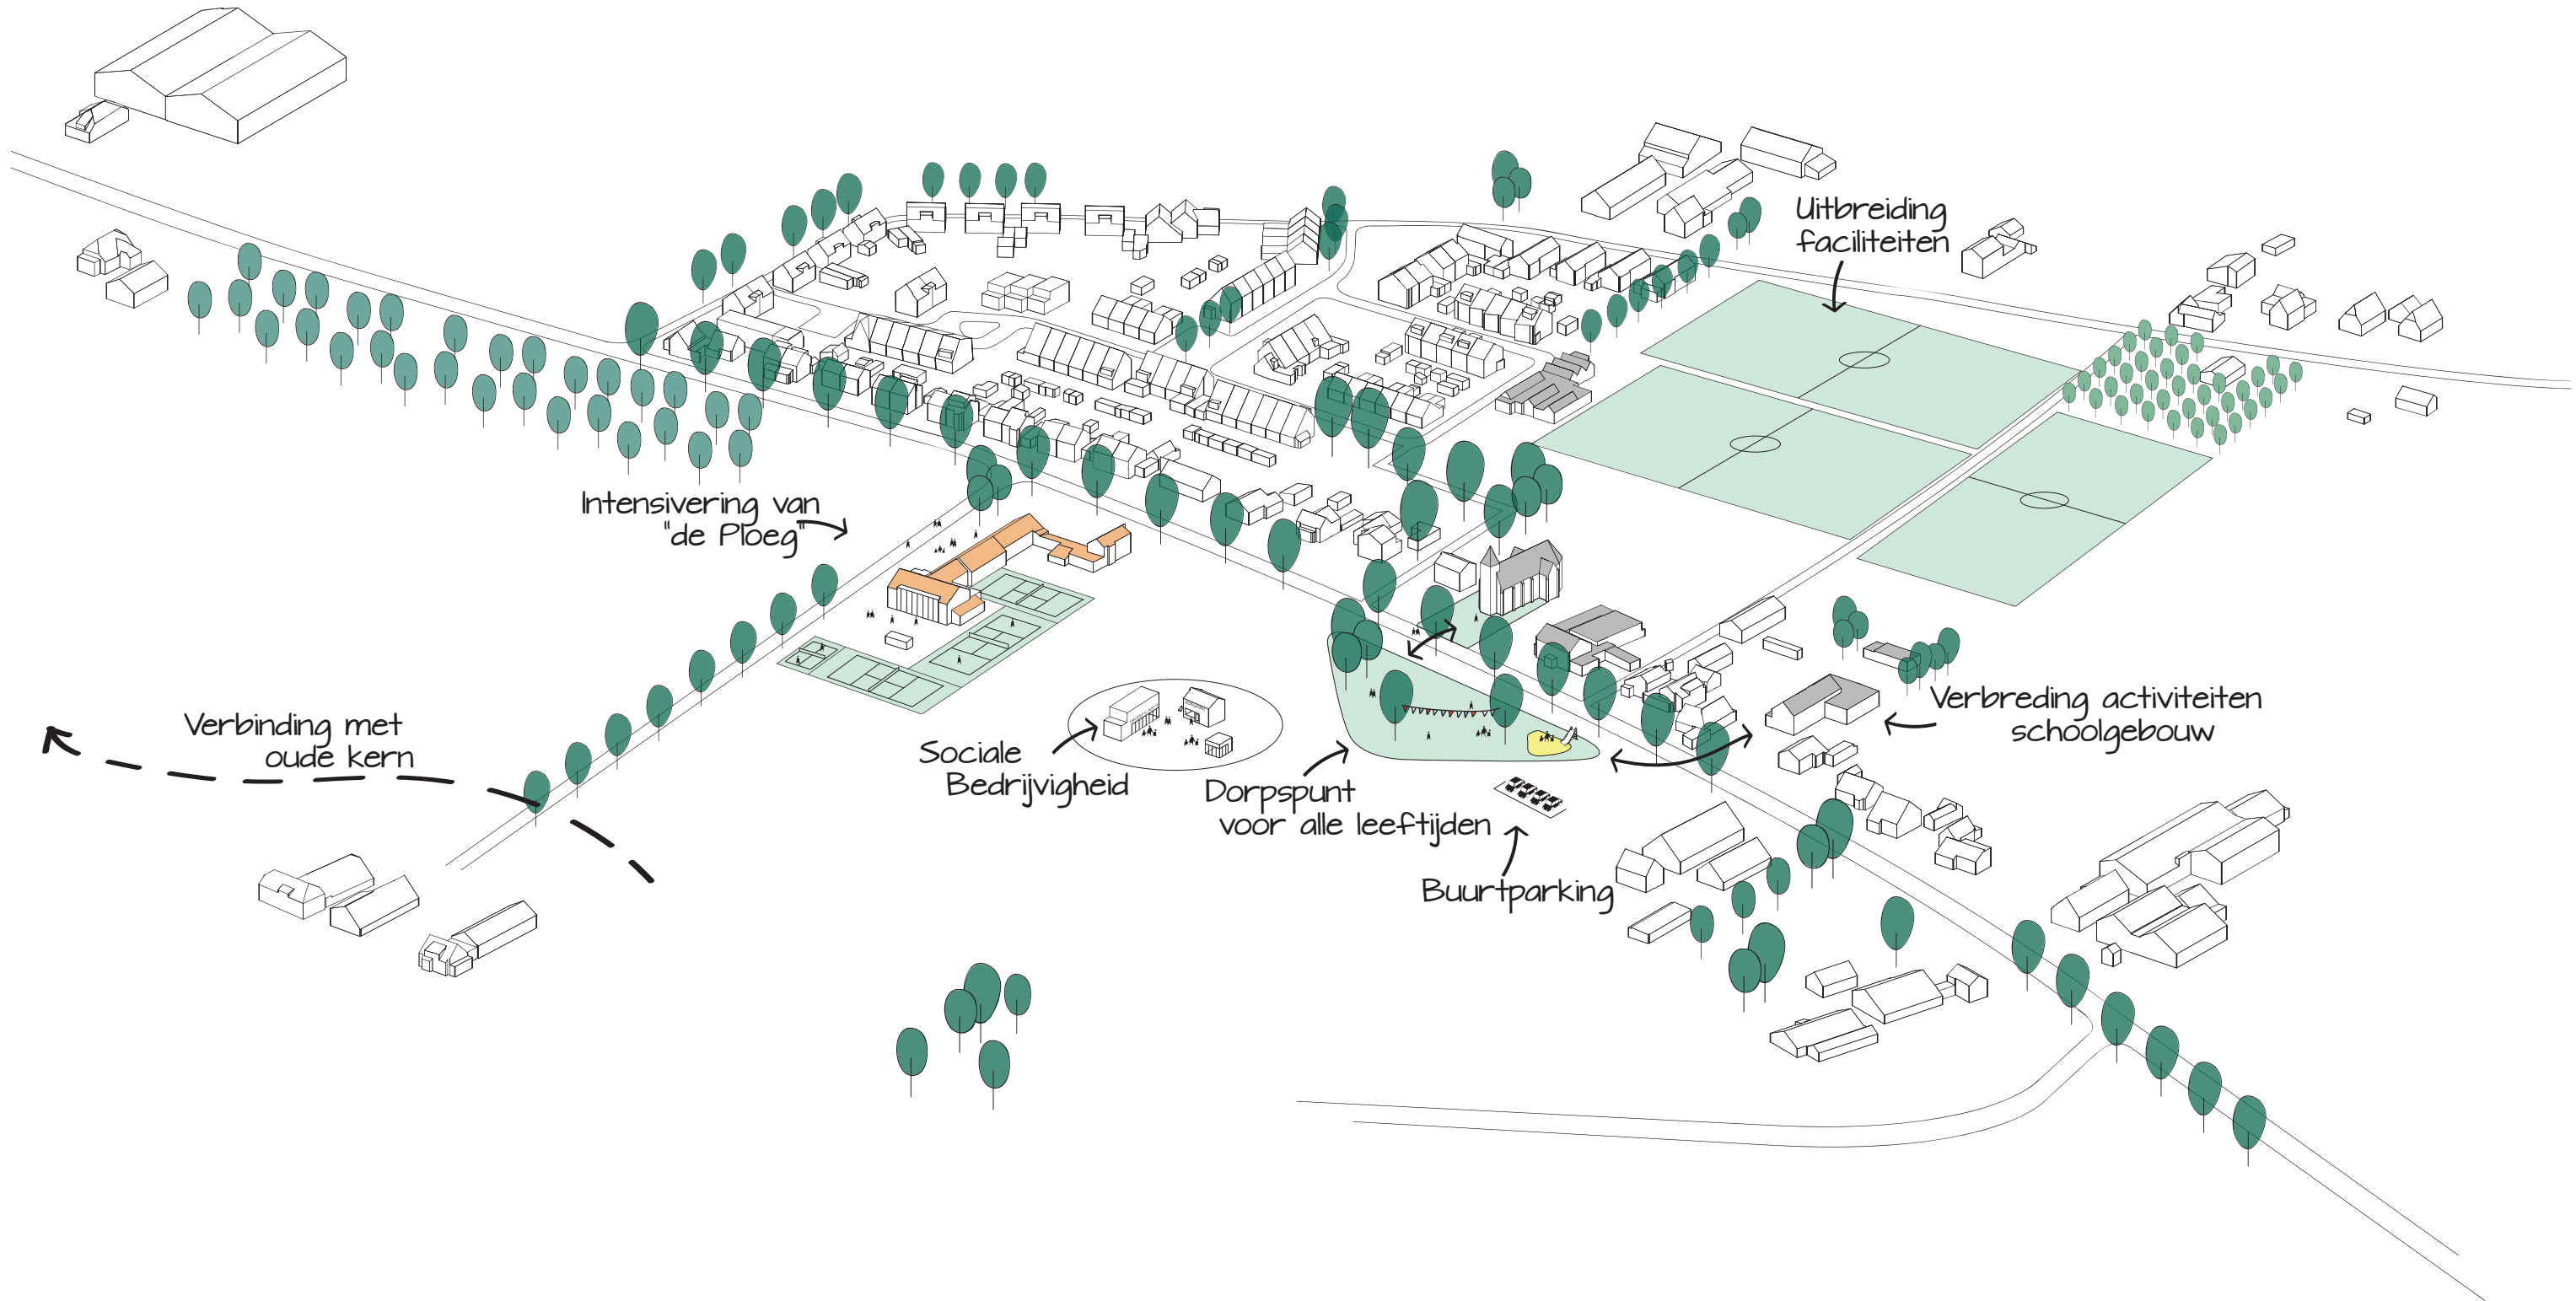 Uitbreiding
faciliteiten
Intensivering van
"de Ploeg"
Verbinding met
oude kern
Sociale
Bedrijvigheid
Dorpspunt
voor alle leeftijden
Buurtparking
Verbreding activiteiten
schoolgebouw